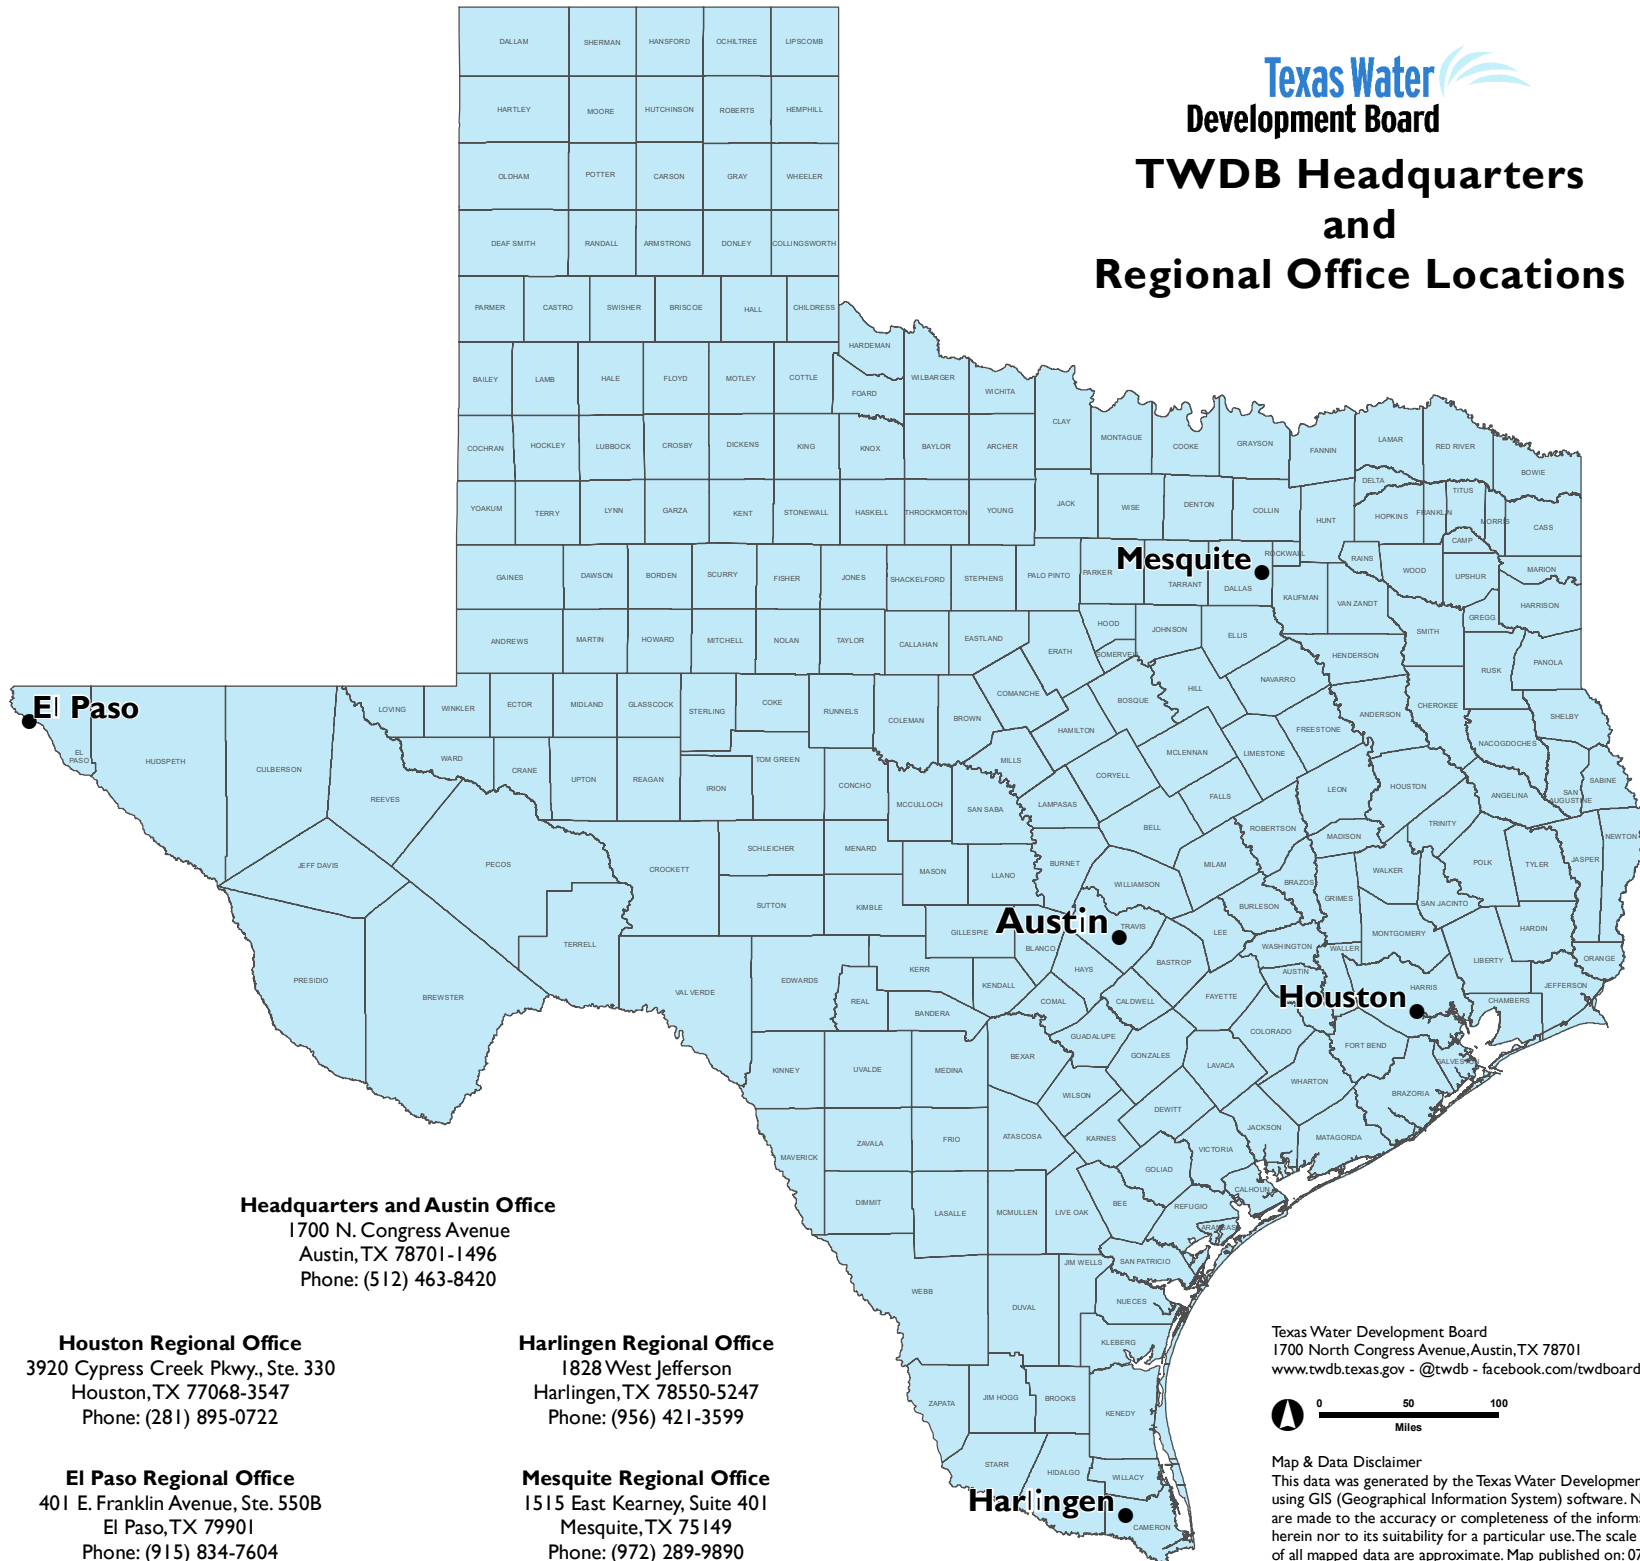 Texas Water
Development Board
TWDB Headquarters
and
Regional Office Locations
DALLAM SHERMAN HANSFORD OCHILTREE LIPSCOMB
HARTLEY MOORE HUTCHINSON ROBERTS HEMPHILL
OLDHAM POTTER CARSON GRAY WHEELER
DEAF SMITH RANDALL ARMSTRONG DONLEY COLLINGSWORTH
PARMER CASTRO SWISHER BRISCOE HALL CHILDRESS
HARDEMAN
BAILEY LAMB HALE FLOYD MOTLEY COTTLE FOARD WILBARGER WICHITA
CLAY
COCHRAN HOCKLEY LUBBOCK CROSBY DICKENS KING KNOX BAYLOR ARCHER MONTAGUE COOKE GRAYSON FANNIN LAMAR RED RIVER BOWIE
DELTA TITUS
YOAKUM TERRY LYNN GARZA KENT STONEWALL HASKELL THROCKMORTON YOUNG JACK WISE DENTON COLLIN HUNT HOPKINS FRANKLIN MORRIS CASS
CAMP
Mesquite
ROCKWALL RAINS
GAINES DAWSON BORDEN SCURRY FISHER JONES SHACKELFORD STEPHENS PALO PINTO PARKER TARRANT DALLAS KAUFMAN VAN ZANDT WOOD UPSHUR MARION
HARRISON
GREGG
ANDREWS MARTIN HOWARD MITCHELL NOLAN TAYLOR CALLAHAN EASTLAND ERATH HOOD SOMERVELL JOHNSON ELLIS HENDERSON SMITH RUSK PANOLA
El Paso
EL
PASO
HUDSPETH CULBERSON LOVING WINKLER ECTOR MIDLAND GLASSCOCK STERLING COKE RUNNELS COLEMAN BROWN COMANCHE BOSQUE HILL NAVARRO ANDERSON CHEROKEE SHELBY
HAMILTON FREESTONE NACOGDOCHES
REEVES WARD CRANE UPTON REAGAN IRION TOM GREEN CONCHO MILLS CORYELL MCLENNAN LIMESTONE LEON HOUSTON ANGELINA SAN
AUGUSTINE
SABINE
MCCULLOCH SAN SABA LAMPASAS FALLS
BELL ROBERTSON MADISON TRINITY NEWTON
JEFF DAVIS PECOS CROCKETT SCHLEICHER MENARD MASON LLANO BURNET WILLIAMSON MILAM BRAZOS WALKER POLK TYLER JASPER
SUTTON KIMBLE BURLESON GRIMES SAN JACINTO
Austin
TERRELL GILLESPIE BLANCO TRAVIS LEE WASHINGTON WALLER MONTGOMERY HARDIN
PRESIDIO BREWSTER VAL VERDE EDWARDS KERR REAL KENDALL HAYS BASTROP AUSTIN LIBERTY ORANGE
Houston
HARRIS JEFFERSON
BANDERA COMAL CALDWELL FAYETTE CHAMBERS
GUADALUPE COLORADO
KINNEY UVALDE MEDINA BEXAR GONZALES LAVACA FORT BEND GALVESTON
WILSON WHARTON BRAZORIA
DEWITT
ZAVALA FRIO ATASCOSA KARNES JACKSON MATAGORDA
MAVERICK GOLIAD VICTORIA
DIMMIT LASALLE MCMULLEN LIVE OAK BEE REFUGIO CALHOUN
ARANSAS
JIM WELLS SAN PATRICIO
WEBB DUVAL NUECES
KLEBERG
ZAPATA JIM HOGG BROOKS KENEDY
STARR HIDALGO WILLACY
Harlingen
CAMERON
Headquarters and Austin Office
1700 N. Congress Avenue
Austin, TX 78701-1496
Phone: (512) 463-8420
Houston Regional Office
3920 Cypress Creek Pkwy., Ste. 330
Houston, TX 77068-3547
Phone: (281) 895-0722
Harlingen Regional Office
1828 West Jefferson
Harlingen, TX 78550-5247
Phone: (956) 421-3599
El Paso Regional Office
401 E. Franklin Avenue, Ste. 550B
El Paso, TX 79901
Phone: (915) 834-7604
Mesquite Regional Office
1515 East Kearney, Suite 401
Mesquite, TX 75149
Phone: (972) 289-9890
Texas Water Development Board
1700 North Congress Avenue, Austin, TX 78701
www.twdb.texas.gov - @twdb - facebook.com/twdboard
0 50 100
Miles
Map & Data Disclaimer
This data was generated by the Texas Water Developmen
using GIS (Geographical Information System) software. N
are made to the accuracy or completeness of the informa
herein nor to its suitability for a particular use. The scale
of all mapped data are approximate. Map published on: 07